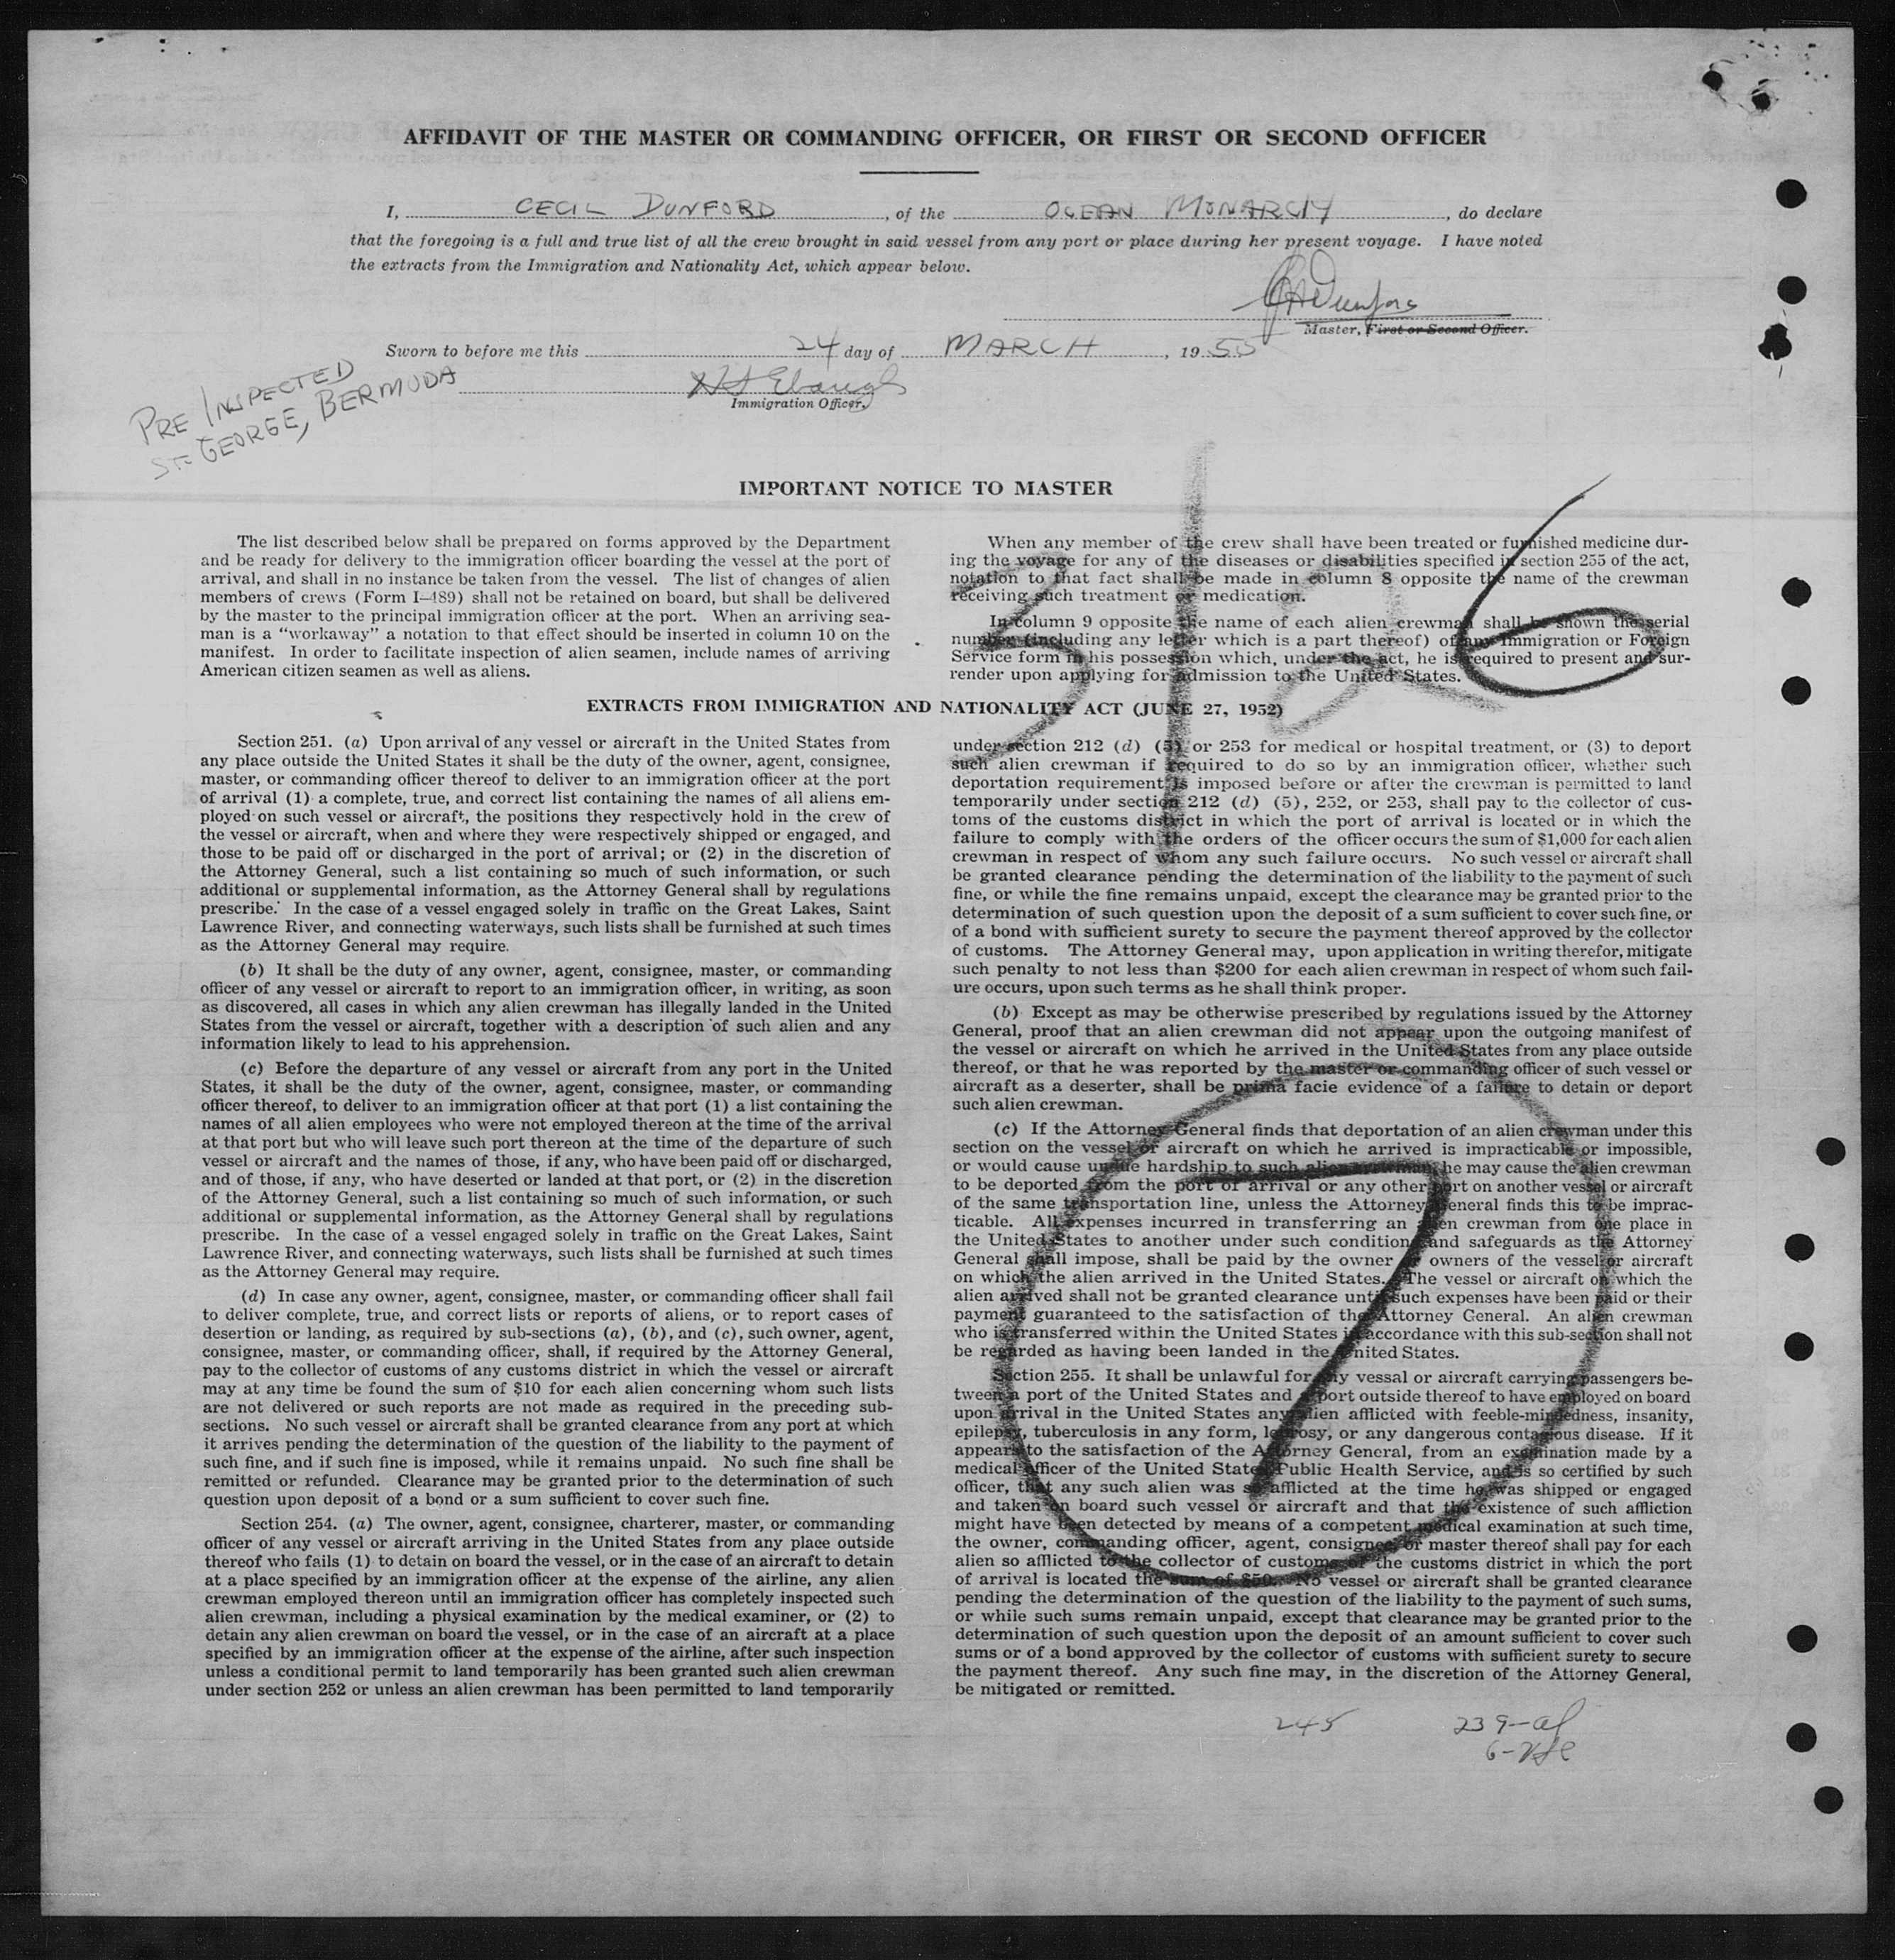 AFFIDAVIT OF THE MASTER OR COMMANDING OFFICER, OR FIRST OR SECOND OFFICER
I, CECIL DUNFORD, of the OCEAN MONARCH, do declare
that the foregoing is a full and true list of all the crew brought in said vessel from any port or place during her present voyage. I have noted
the extracts from the Immigration and Nationality Act, which appear below.
Dunford
Master, First or Second Officer.
Sworn to before me this 24 day of MARCH, 1955
Immigration Officer.
PRE INSPECTED
ST. GEORGE, BERMUDA
IMPORTANT NOTICE TO MASTER
The list described below shall be prepared on forms approved by the Department
and be ready for delivery to the immigration officer boarding the vessel at the port of
arrival, and shall in no instance be taken from the vessel. The list of changes of alien
members of crews (Form I-489) shall not be retained on board, but shall be delivered
by the master to the principal immigration officer at the port. When an arriving sea-
man is a "workaway" a notation to that effect should be inserted in column 10 on the
manifest. In order to facilitate inspection of alien seamen, include names of arriving
American citizen seamen as well as aliens.
When any member of the crew shall have been treated or furnished medicine dur-
ing the voyage for any of the diseases or disabilities specified in section 255 of the act,
notation to that fact shall be made in column 8 opposite the name of the crewman
receiving such treatment or medication.
In column 9 opposite the name of each alien crewman shall be shown the serial
number (including any letter which is a part thereof) of any Immigration or Foreign
Service form in his possession which, under the act, he is required to present and sur-
render upon applying for admission to the United States.
3/26
EXTRACTS FROM IMMIGRATION AND NATIONALITY ACT (JUNE 27, 1952)
Section 251. (a) Upon arrival of any vessel or aircraft in the United States from
any place outside the United States it shall be the duty of the owner, agent, consignee,
master, or commanding officer thereof to deliver to an immigration officer at the port
of arrival (1) a complete, true, and correct list containing the names of all aliens em-
ployed on such vessel or aircraft, the positions they respectively hold in the crew of
the vessel or aircraft, when and where they were respectively shipped or engaged, and
those to be paid off or discharged in the port of arrival; or (2) in the discretion of
the Attorney General, such a list containing so much of such information, or such
additional or supplemental information, as the Attorney General shall by regulations
prescribe. In the case of a vessel engaged solely in traffic on the Great Lakes, Saint
Lawrence River, and connecting waterways, such lists shall be furnished at such times
as the Attorney General may require.
(b) It shall be the duty of any owner, agent, consignee, master, or commanding
officer of any vessel or aircraft to report to an immigration officer, in writing, as soon
as discovered, all cases in which any alien crewman has illegally landed in the United
States from the vessel or aircraft, together with a description of such alien and any
information likely to lead to his apprehension.
(c) Before the departure of any vessel or aircraft from any port in the United
States, it shall be the duty of the owner, agent, consignee, master, or commanding
officer thereof, to deliver to an immigration officer at that port (1) a list containing the
names of all alien employees who were not employed thereon at the time of the arrival
at that port but who will leave such port thereon at the time of the departure of such
vessel or aircraft and the names of those, if any, who have been paid off or discharged,
and of those, if any, who have deserted or landed at that port, or (2) in the discretion
of the Attorney General, such a list containing so much of such information, or such
additional or supplemental information, as the Attorney General shall by regulations
prescribe. In the case of a vessel engaged solely in traffic on the Great Lakes, Saint
Lawrence River, and connecting waterways, such lists shall be furnished at such times
as the Attorney General may require.
(d) In case any owner, agent, consignee, master, or commanding officer shall fail
to deliver complete, true, and correct lists or reports of aliens, or to report cases of
desertion or landing, as required by sub-sections (a), (b), and (c), such owner, agent,
consignee, master, or commanding officer, shall, if required by the Attorney General,
pay to the collector of customs of any customs district in which the vessel or aircraft
may at any time be found the sum of $10 for each alien concerning whom such lists
are not delivered or such reports are not made as required in the preceding sub-
sections. No such vessel or aircraft shall be granted clearance from any port at which
it arrives pending the determination of the question of the liability to the payment of
such fine, and if such fine is imposed, while it remains unpaid. No such fine shall be
remitted or refunded. Clearance may be granted prior to the determination of such
question upon deposit of a bond or a sum sufficient to cover such fine.
Section 254. (a) The owner, agent, consignee, charterer, master, or commanding
officer of any vessel or aircraft arriving in the United States from any place outside
thereof who fails (1) to detain on board the vessel, or in the case of an aircraft to detain
at a place specified by an immigration officer at the expense of the airline, any alien
crewman employed thereon until an immigration officer has completely inspected such
alien crewman, including a physical examination by the medical examiner, or (2) to
detain any alien crewman on board the vessel, or in the case of an aircraft at a place
specified by an immigration officer at the expense of the airline, after such inspection
unless a conditional permit to land temporarily has been granted such alien crewman
under section 252 or unless an alien crewman has been permitted to land temporarily
under section 212 (d) (5) or 253 for medical or hospital treatment, or (3) to deport
such alien crewman if required to do so by an immigration officer, whether such
deportation requirement is imposed before or after the crewman is permitted to land
temporarily under section 212 (d) (5), 252, or 253, shall pay to the collector of cus-
toms of the customs district in which the port of arrival is located or in which the
failure to comply with the orders of the officer occurs the sum of $1,000 for each alien
crewman in respect of whom any such failure occurs. No such vessel or aircraft shall
be granted clearance pending the determination of the liability to the payment of such
fine, or while the fine remains unpaid, except the clearance may be granted prior to the
determination of such question upon the deposit of a sum sufficient to cover such fine, or
of a bond with sufficient surety to secure the payment thereof approved by the collector
of customs. The Attorney General may, upon application in writing therefor, mitigate
such penalty to not less than $200 for each alien crewman in respect of whom such fail-
ure occurs, upon such terms as he shall think proper.
(b) Except as may be otherwise prescribed by regulations issued by the Attorney
General, proof that an alien crewman did not appear upon the outgoing manifest of
the vessel or aircraft on which he arrived in the United States from any place outside
thereof, or that he was reported by the master or commanding officer of such vessel or
aircraft as a deserter, shall be prima facie evidence of a failure to detain or deport
such alien crewman.
(c) If the Attorney General finds that deportation of an alien crewman under this
section on the vessel or aircraft on which he arrived is impracticable or impossible,
or would cause undue hardship to such alien crewman, he may cause the alien crewman
to be deported from the port of arrival or any other port on another vessel or aircraft
of the same transportation line, unless the Attorney General finds this to be imprac-
ticable. All expenses incurred in transferring an alien crewman from one place in
the United States to another under such conditions and safeguards as the Attorney
General shall impose, shall be paid by the owner or owners of the vessel or aircraft
on which the alien arrived in the United States. The vessel or aircraft on which the
alien arrived shall not be granted clearance until such expenses have been paid or their
payment guaranteed to the satisfaction of the Attorney General. An alien crewman
who is transferred within the United States in accordance with this sub-section shall not
be regarded as having been landed in the United States.
7
Section 255. It shall be unlawful for any vessal or aircraft carrying passengers be-
tween a port of the United States and a port outside thereof to have employed on board
upon arrival in the United States any alien afflicted with feeble-mindedness, insanity,
epilepsy, tuberculosis in any form, leprosy, or any dangerous contagious disease. If it
appears to the satisfaction of the Attorney General, from an examination made by a
medical officer of the United States Public Health Service, and is so certified by such
officer, that any such alien was so afflicted at the time he was shipped or engaged
and taken on board such vessel or aircraft and that the existence of such affliction
might have been detected by means of a competent medical examination at such time,
the owner, commanding officer, agent, consignee, or master thereof shall pay for each
alien so afflicted to the collector of customs of the customs district in which the port
of arrival is located the sum of $50. No vessel or aircraft shall be granted clearance
pending the determination of the question of the liability to the payment of such sums,
or while such sums remain unpaid, except that clearance may be granted prior to the
determination of such question upon the deposit of an amount sufficient to cover such
sums or of a bond approved by the collector of customs with sufficient surety to secure
the payment thereof. Any such fine may, in the discretion of the Attorney General,
be mitigated or remitted.
245 239-al
6-